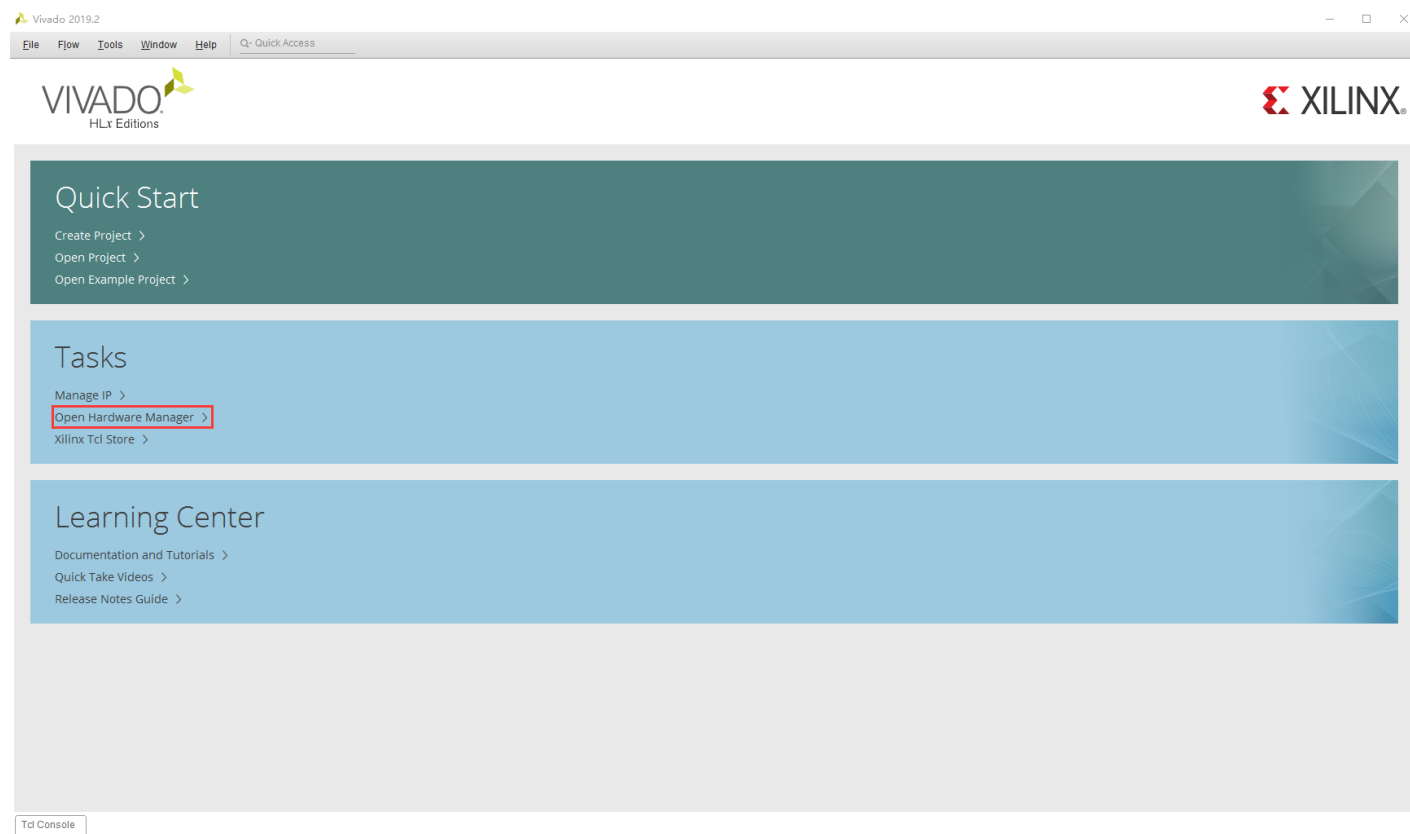 Vivado 2019.2
File Flow Tools Window Help Quick Access
VIVADO.
HLx Editions
XILINX®
Quick Start
Create Project >
Open Project >
Open Example Project >
Tasks
Manage IP >
Open Hardware Manager >
Xilinx Tcl Store >
Learning Center
Documentation and Tutorials >
Quick Take Videos >
Release Notes Guide >
Tcl Console